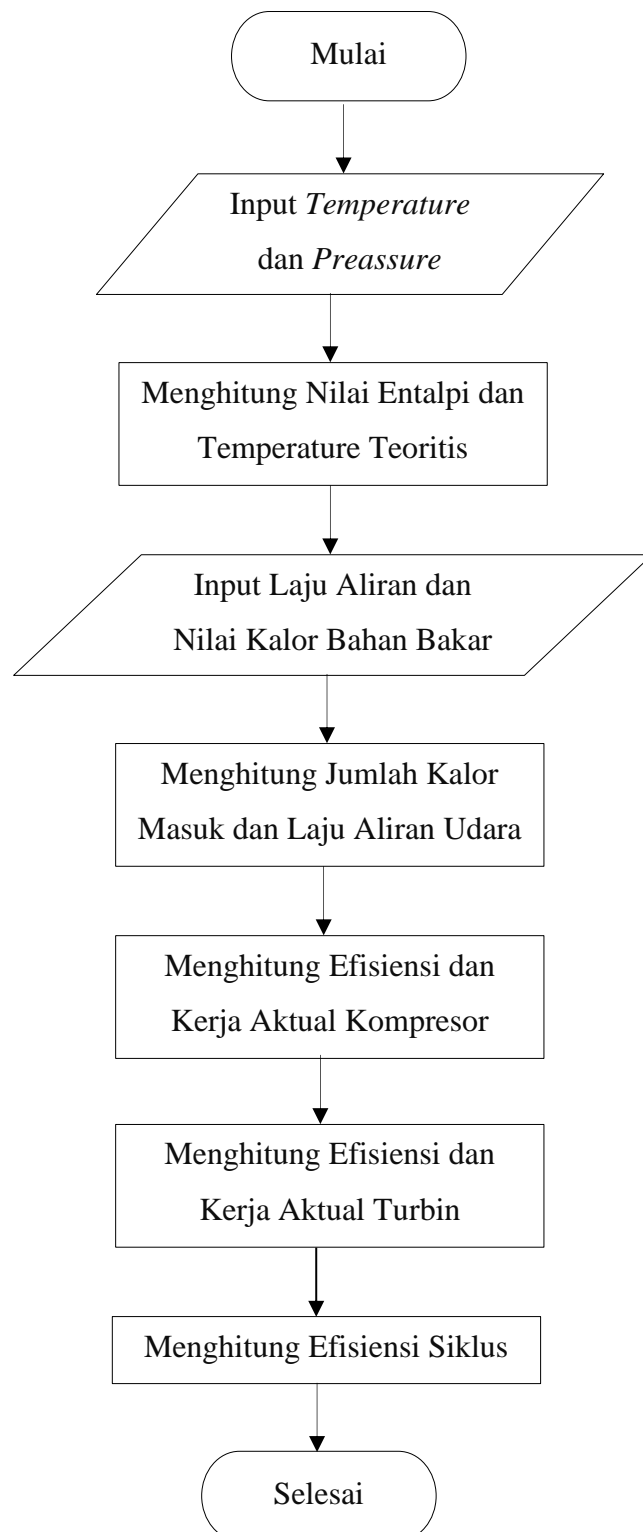 Mulai
Input Temperature
dan Preassure
Menghitung Nilai Entalpi dan
Temperature Teoritis
Input Laju Aliran dan
Nilai Kalor Bahan Bakar
Menghitung Jumlah Kalor
Masuk dan Laju Aliran Udara
Menghitung Efisiensi dan
Kerja Aktual Kompresor
Menghitung Efisiensi dan
Kerja Aktual Turbin
Menghitung Efisiensi Siklus
Selesai